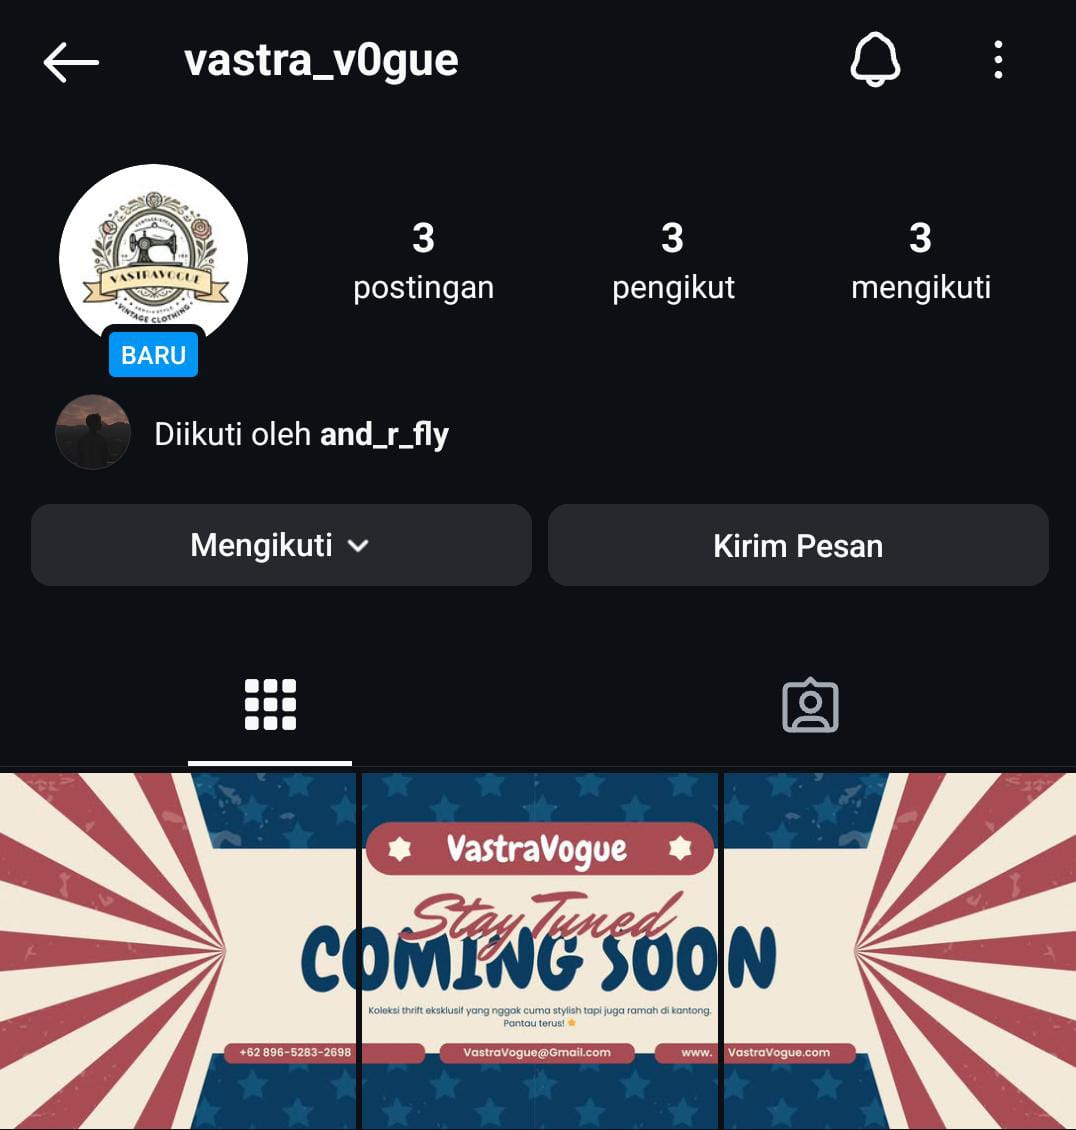 vastra_v0gue
VASTRAVOGUE
VINTAGE CLOTHING
BARU
3
postingan
3
pengikut
3
mengikuti
Diikuti oleh and_r_fly
Mengikuti
Kirim Pesan
VastraVogue
Stay Tuned
COMING SOON
Koleksi thrift eksklusif yang nggak cuma stylish tapi juga ramah di kantong.
Pantau terus!
+62 896-5283-2698
VastraVogue@Gmail.com
www. VastraVogue.com